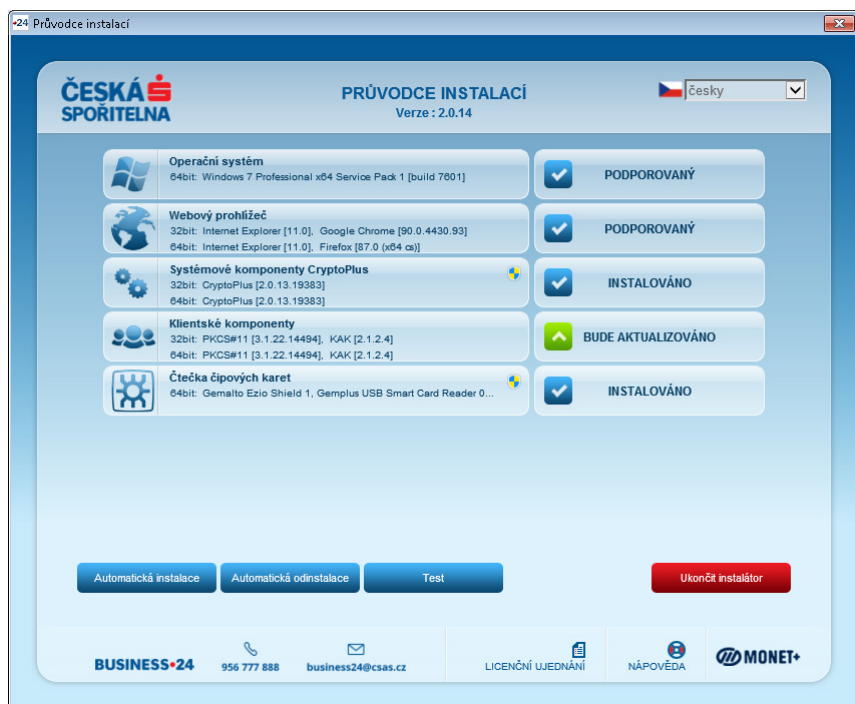 24 Průvodce instalací
ČESKÁ
SPOŘITELNA
PRŮVODCE INSTALACÍ
Verze : 2.0.14
česky
Operační systém
64bit: Windows 7 Professional x64 Service Pack 1 [build 7601]
PODPOROVANÝ
Webový prohlížeč
32bit: Internet Explorer [11.0], Google Chrome [90.0.4430.93]
64bit: Internet Explorer [11.0], Firefox [87.0 (x64 cs)]
PODPOROVANÝ
Systémové komponenty CryptoPlus
32bit: CryptoPlus [2.0.13.19383]
64bit: CryptoPlus [2.0.13.19383]
INSTALOVÁNO
Klientské komponenty
32bit: PKCS#11 [3.1.22.14494], KAK [2.1.2.4]
64bit: PKCS#11 [3.1.22.14494], KAK [2.1.2.4]
BUDE AKTUALIZOVÁNO
Čtečka čipových karet
64bit: Gemalto Ezio Shield 1, Gemplus USB Smart Card Reader 0...
INSTALOVÁNO
Automatická instalace
Automatická odinstalace
Test
Ukončit instalátor
BUSINESS•24
956 777 888
business24@csas.cz
LICENČNÍ UJEDNÁNÍ
NÁPOVĚDA
MONET+